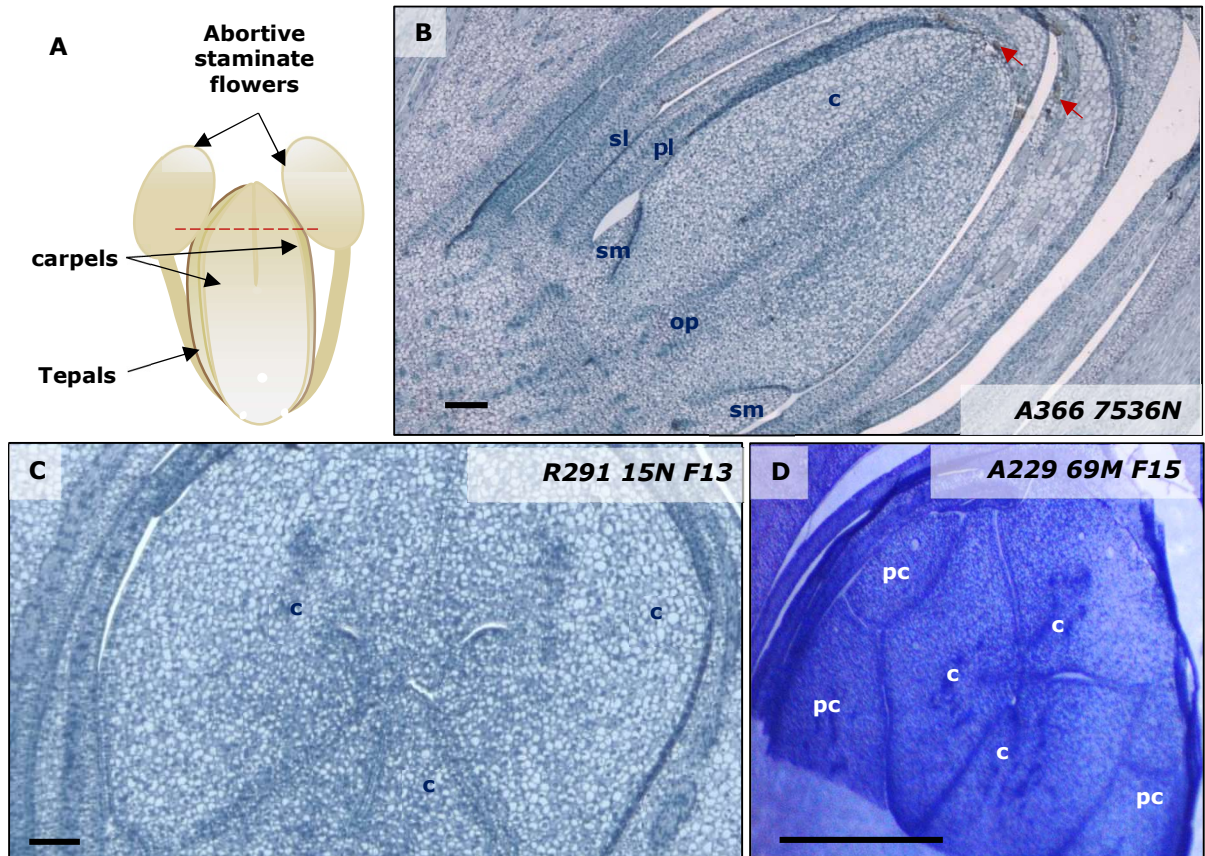 A
Abortive
staminate
flowers
carpels
Tepals
B
c
sl
pl
sm
op
sm
A366 7536N
C
R291 15N F13
c
c
c
D
A229 69M F15
pc
c
c
pc
c
pc